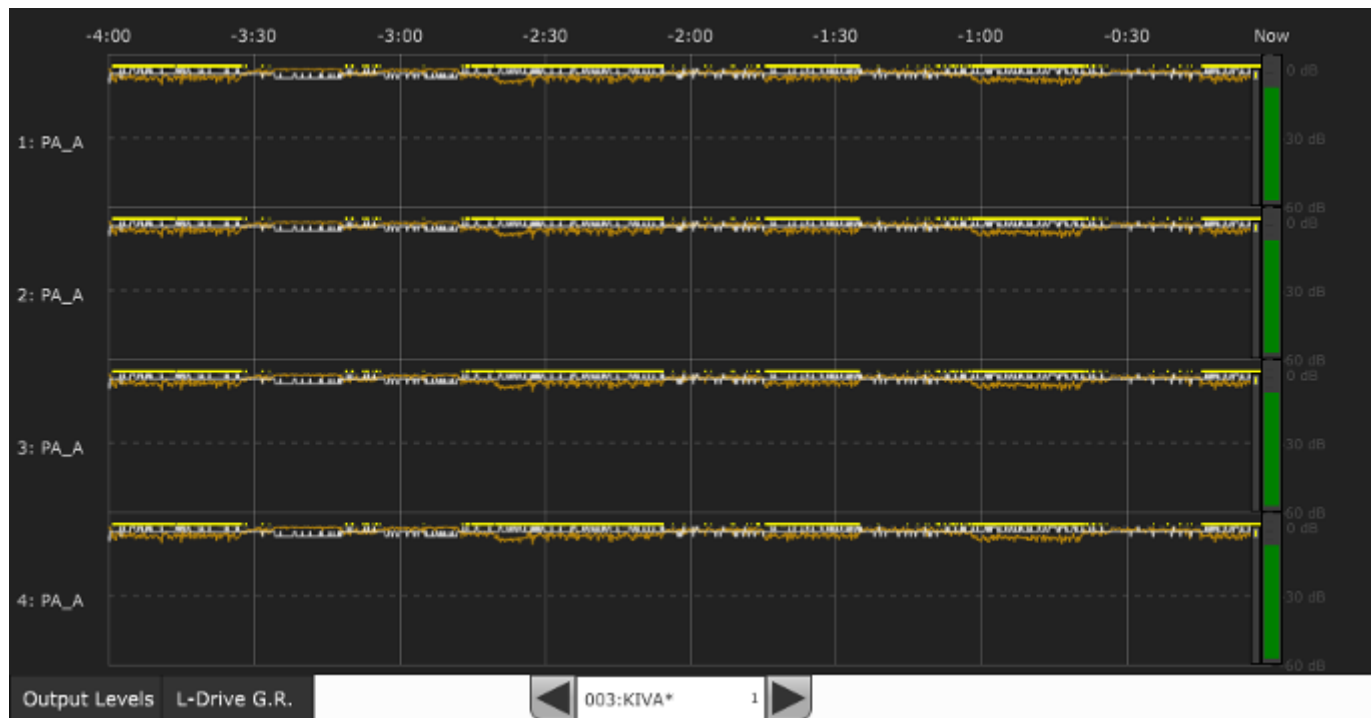 -4:00 -3:30 -3:00 -2:30 -2:00 -1:30 -1:00 -0:30 Now
0 dB
1: PA_A 30 dB
60 dB
0 dB
2: PA_A 30 dB
60 dB
0 dB
3: PA_A 30 dB
60 dB
0 dB
4: PA_A 30 dB
60 dB
Output Levels L-Drive G.R. 003:KIVA* 1